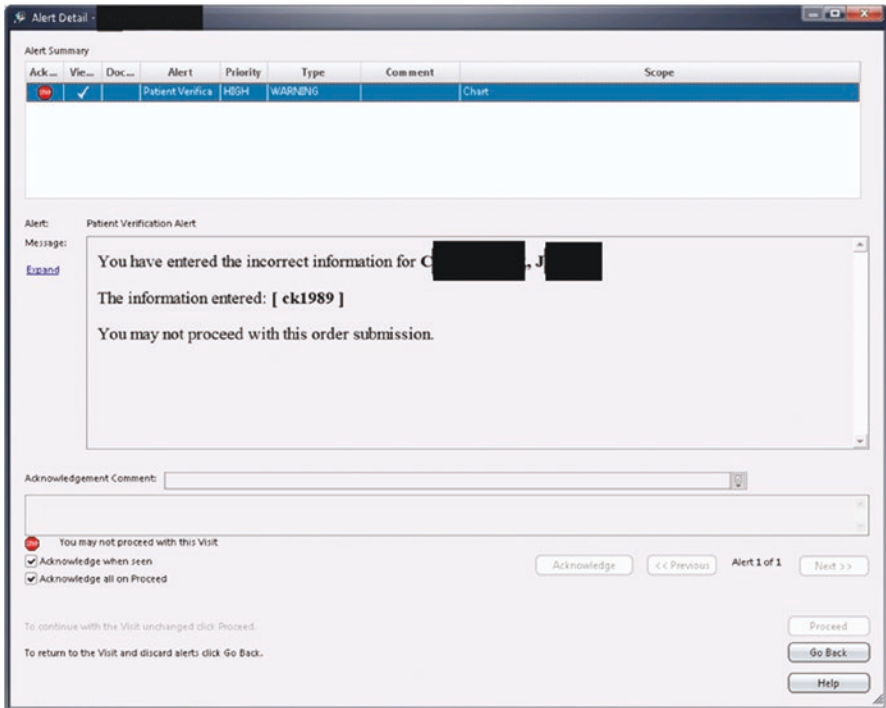 Alert Detail -
Alert Summary
Ack... Vie... Doc... Alert Priority Type Comment Scope
STOP Patient Verifica HIGH WARNING Chart
Alert: Patient Verification Alert
Message:
Expand
You have entered the incorrect information for C , J
The information entered: [ ck1989 ]
You may not proceed with this order submission.
Acknowledgement Comment:
STOP You may not proceed with this Visit
Acknowledge when seen
Acknowledge all on Proceed
Acknowledge << Previous Alert 1 of 1 Next >>
To continue with the Visit unchanged click Proceed. Proceed
To return to the Visit and discard alerts click Go Back. Go Back
Help